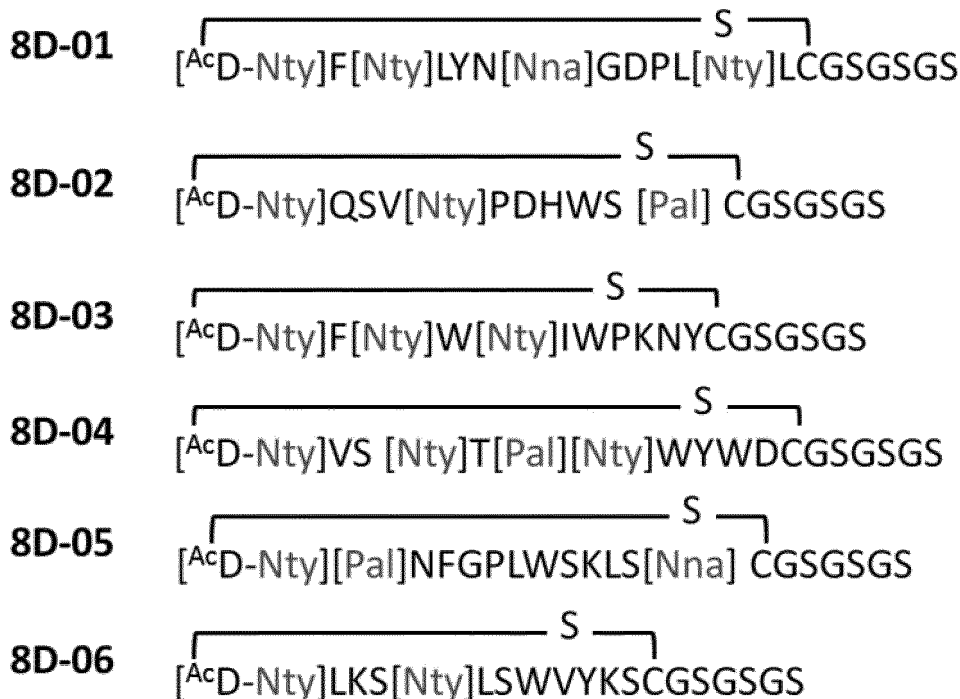 S
8D-01 [AcD-Nty]F[Nty]LYN[Nna]GDPL[Nty]LCGSGSGS
S
8D-02 [AcD-Nty]QSV[Nty]PDHWS [Pal] CGSGSGS
S
8D-03 [AcD-Nty]F[Nty]W[Nty]IWPKNYCGSGSGS
S
8D-04 [AcD-Nty]VS [Nty]T[Pal][Nty]WYWDCGSGSGS
S
8D-05 [AcD-Nty][Pal]NFGPLWSKLS[Nna] CGSGSGS
S
8D-06 [AcD-Nty]LKS[Nty]LSWVYKSCGSGSGS